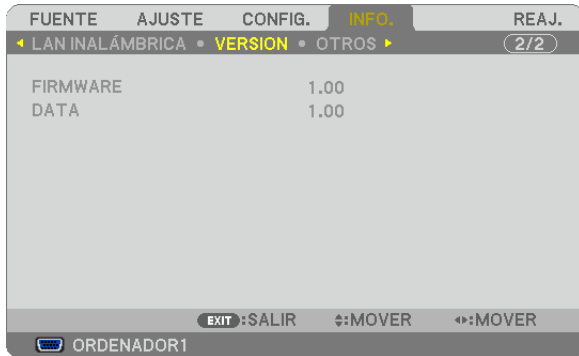 FUENTE AJUSTE CONFIG. INFO. REAJ.
LAN INALÁMBRICA • VERSION • OTROS 2/2
FIRMWARE 1.00
DATA 1.00
EXIT :SALIR :MOVER :MOVER
ORDENADOR1